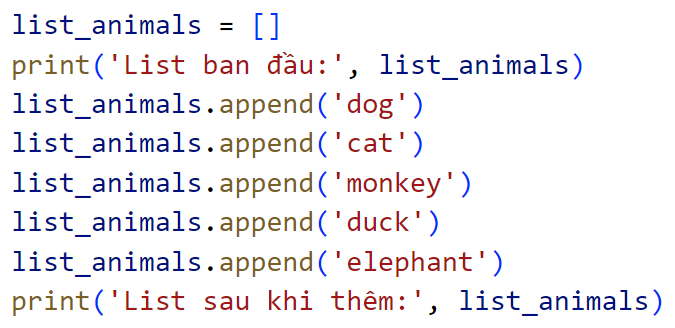 list_animals = []
print('List ban đầu:', list_animals)
list_animals.append('dog')
list_animals.append('cat')
list_animals.append('monkey')
list_animals.append('duck')
list_animals.append('elephant')
print('List sau khi thêm:', list_animals)